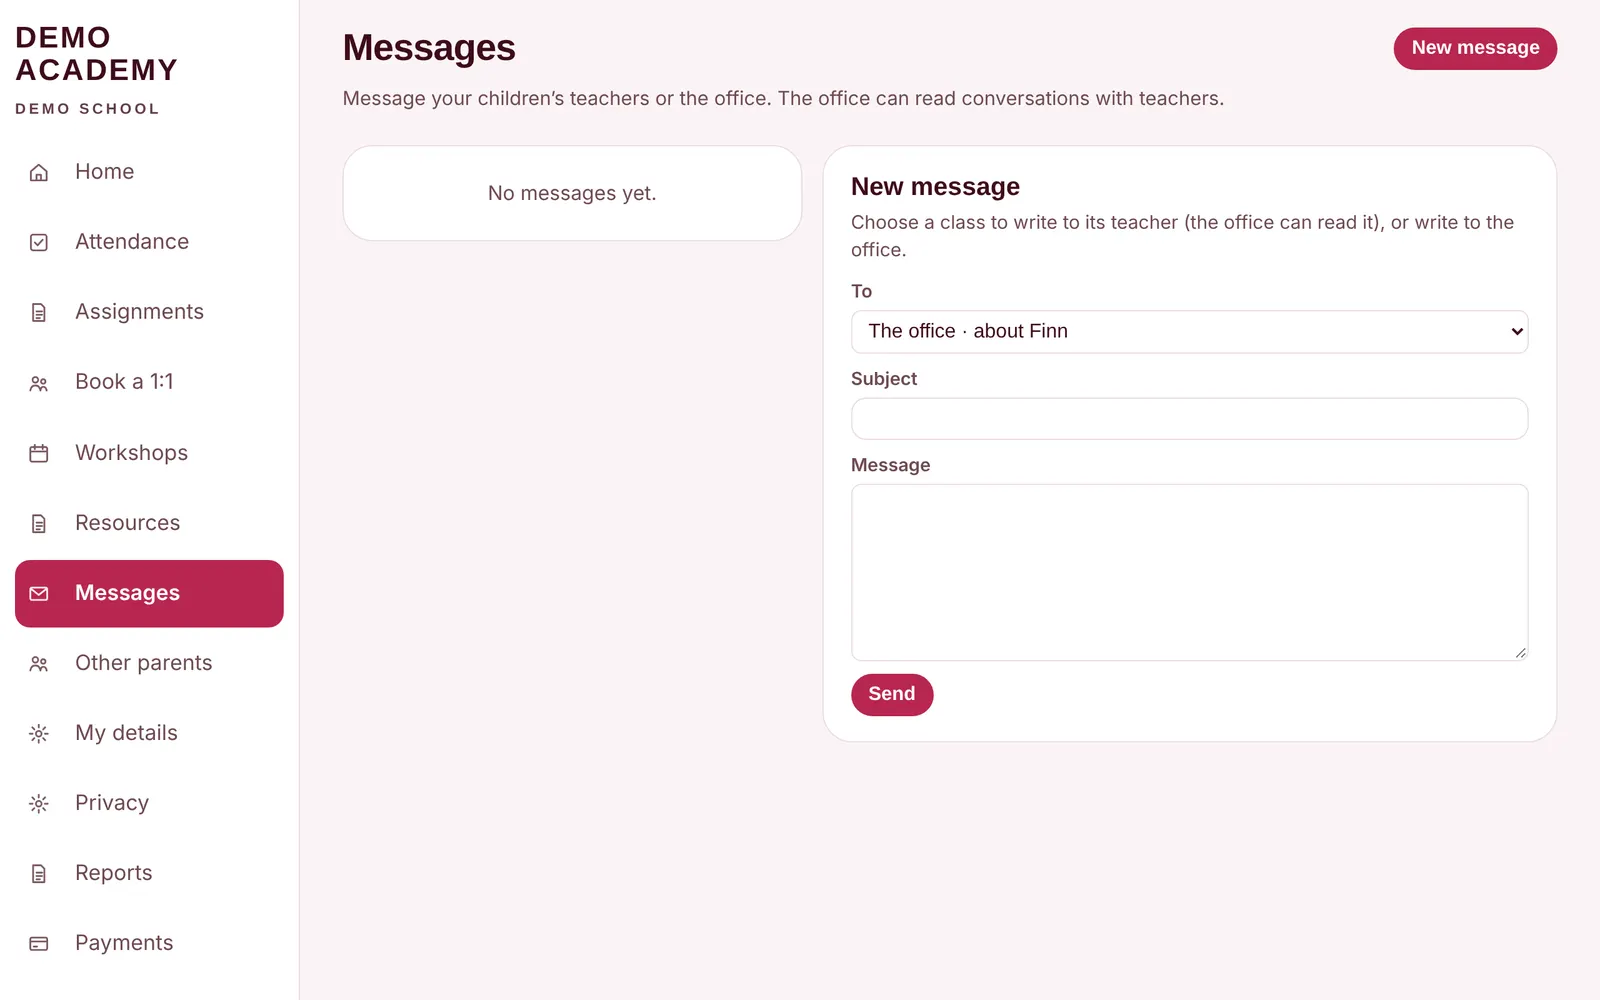 DEMO
ACADEMY
DEMO SCHOOL
Home
Attendance
Assignments
Book a 1:1
Workshops
Resources
Messages
Other parents
My details
Privacy
Reports
Payments
Messages
New message
Message your children’s teachers or the office. The office can read conversations with teachers.
No messages yet.
New message
Choose a class to write to its teacher (the office can read it), or write to the
office.
To
The office · about Finn
Subject
Message
Send